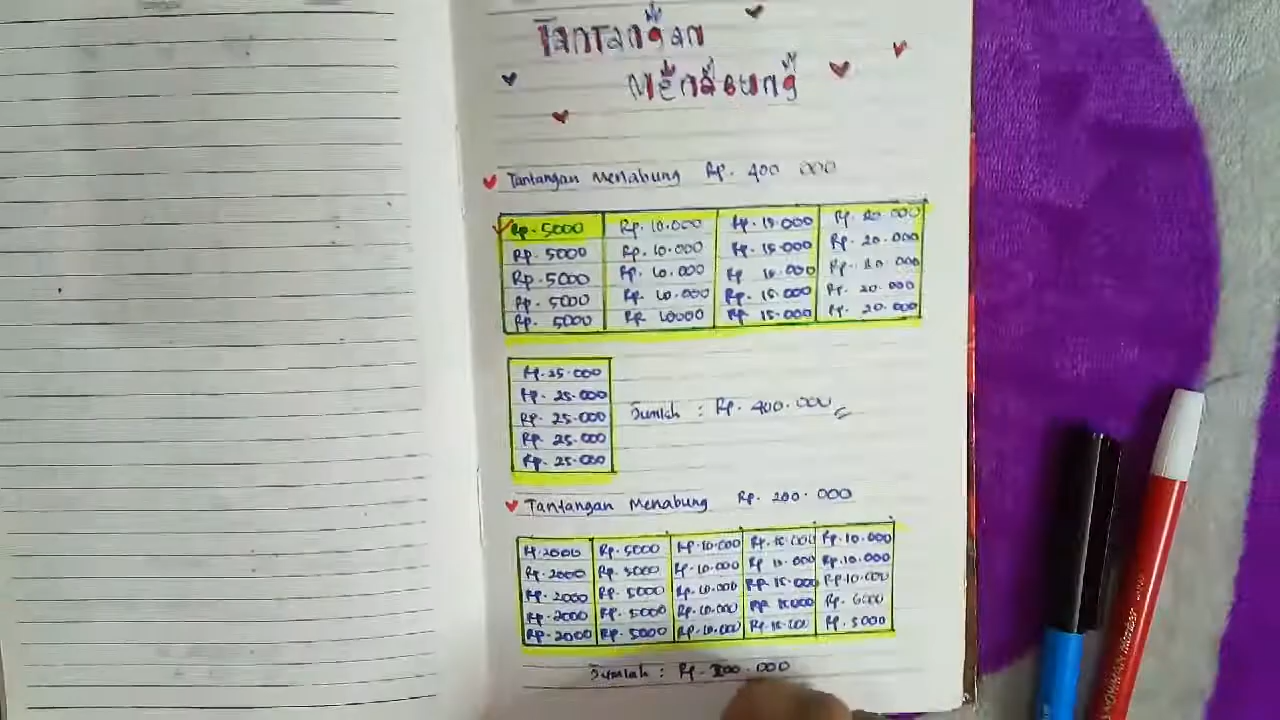 Tantangan
Menabung
Tantangan Menabung Rp. 400 000
Rp. 5000 Rp. 10.000 Rp. 15.000 Rp. 20.000
Rp. 5000 Rp. 10.000 Rp. 15.000 Rp. 20.000
Rp. 5000 Rp. 10.000 Rp. 15.000 Rp. 20.000
Rp. 5000 Rp. 10.000 Rp. 15.000 Rp. 20.000
Rp. 5000 Rp 10000 Rp. 15.000 Rp. 20.000
Rp. 25.000
Rp. 25.000
Rp. 25.000
Rp. 25.000
Rp. 25.000
Jumlah : Rp. 400.000
Tantangan Menabung Rp. 200.000
Rp. 2000 Rp. 5000 Rp. 10.000 Rp. 10.000 Rp. 10.000
Rp. 2000 Rp. 5000 Rp. 10.000 Rp 10.000 Rp. 10.000
Rp. 2000 Rp. 5000 Rp. 10.000 Rp. 15.000 Rp. 10.000
Rp. 2000 Rp. 5000 Rp. 10.000 Rp 15000 Rp.
Rp. 2000 Rp. 5000 Rp. 10.000 Rp. 15.000 Rp. 5000
Jumlah : Rp. 200.000
SNOWMAN Marker